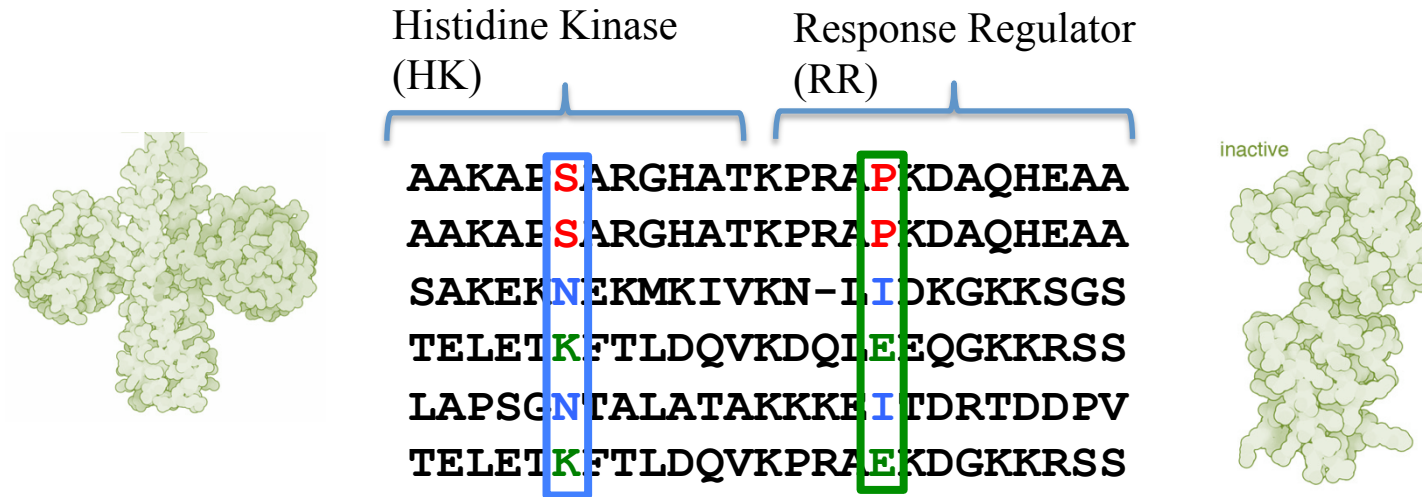 Histidine Kinase
(HK)
Response Regulator
(RR)
inactive
AAKAPSARGHATKPRAPKDAQHEAA
AAKAPSARGHATKPRAPKDAQHEAA
SAKEKNEKMKIVKN-LIDKGKKSGS
TELETKFTLDQVKDQLEEQGKKRSS
LAPSGNTALATAKKKEITDRTDDPV
TELETKFTLDQVKPRAEKDGKKRSS